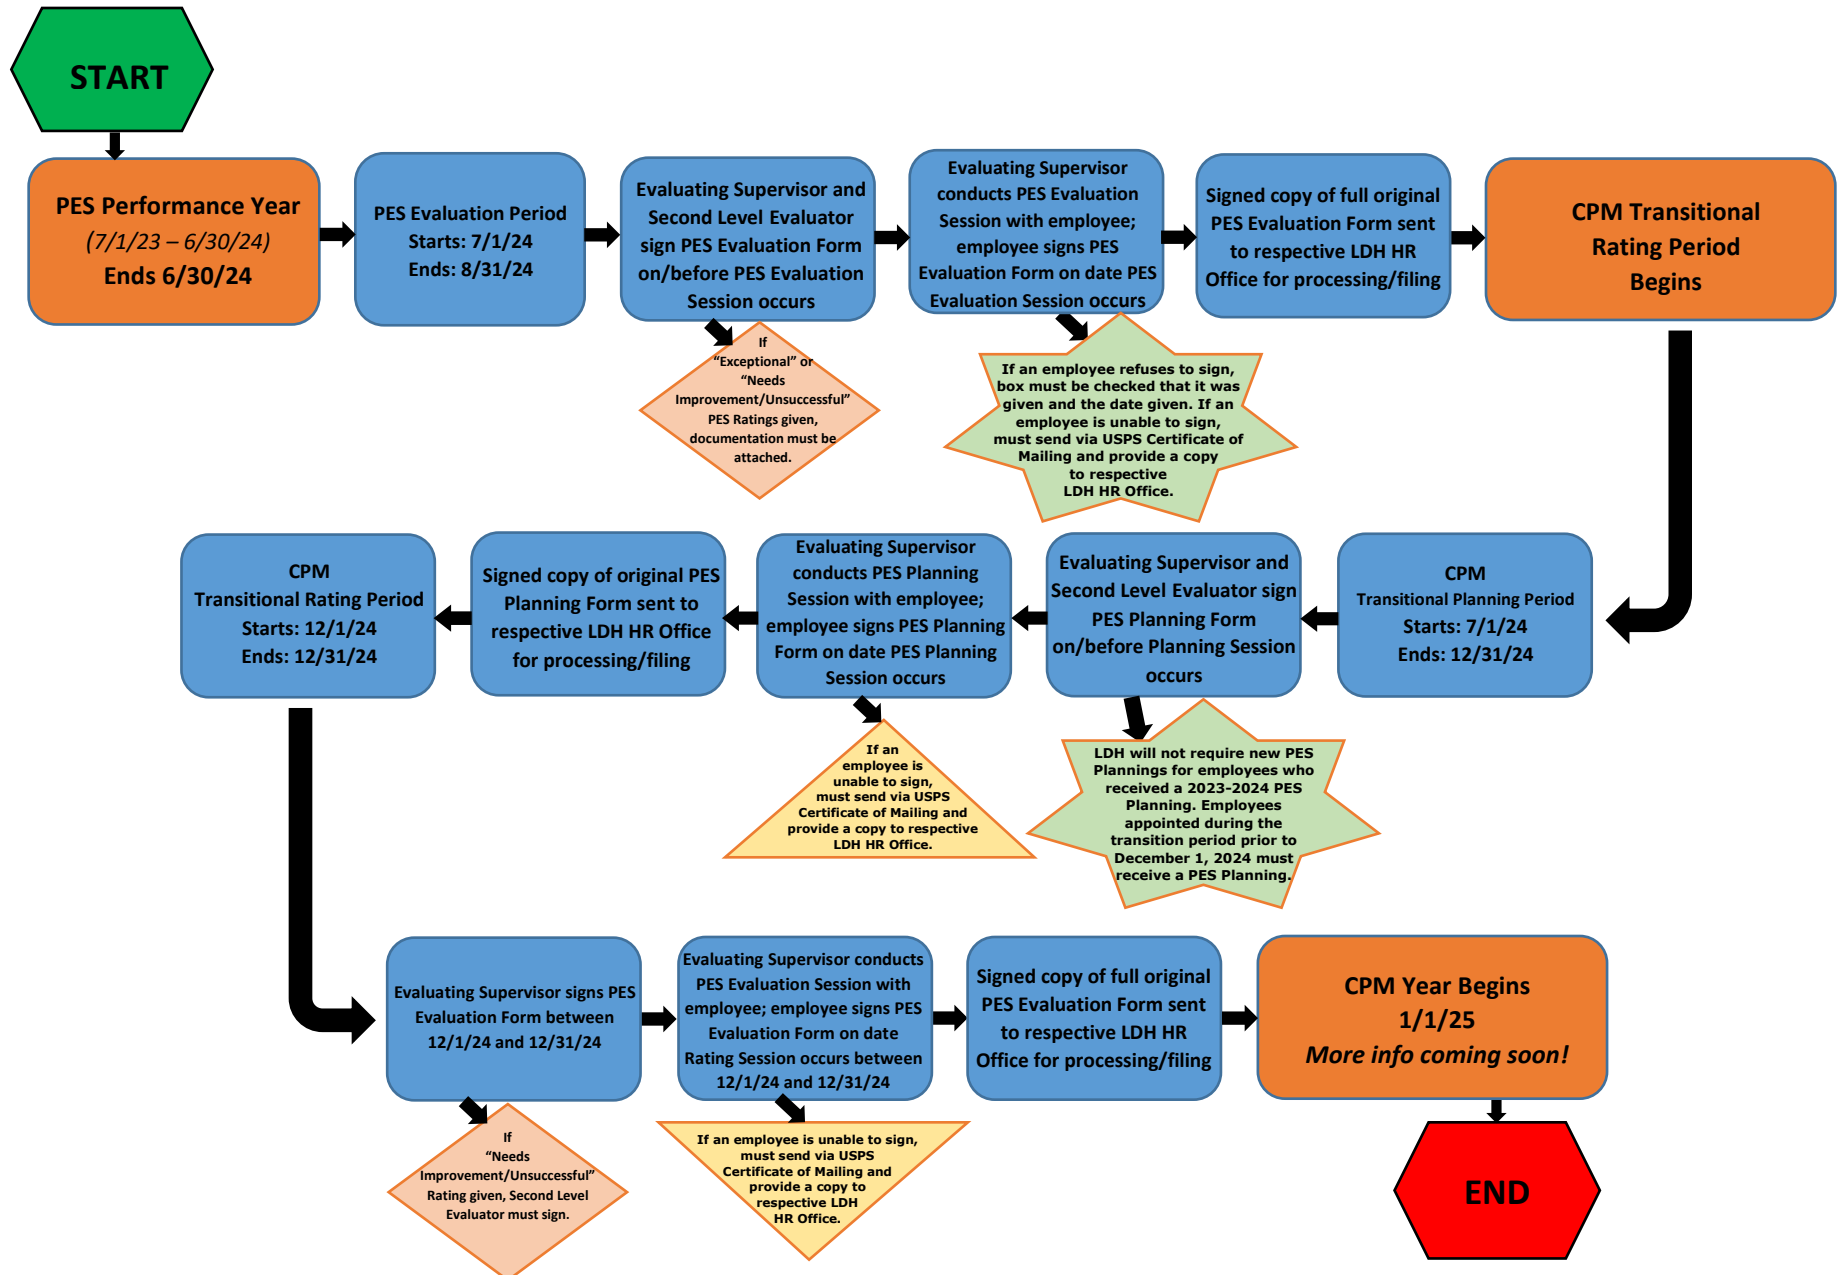 START
PES Performance Year
(7/1/23 – 6/30/24)
Ends 6/30/24
PES Evaluation Period
Starts: 7/1/24
Ends: 8/31/24
Evaluating Supervisor and
Second Level Evaluator
sign PES Evaluation Form
on/before PES Evaluation
Session occurs
Evaluating Supervisor
conducts PES Evaluation
Session with employee;
employee signs PES
Evaluation Form on date PES
Evaluation Session occurs
Signed copy of full original
PES Evaluation Form sent
to respective LDH HR
Office for processing/filing
CPM Transitional
Rating Period
Begins
If
“Exceptional” or
“Needs
Improvement/Unsuccessful”
PES Ratings given,
documentation must be
attached.
If an employee refuses to sign,
box must be checked that it was
given and the date given. If an
employee is unable to sign,
must send via USPS Certificate of
Mailing and provide a copy
to respective
LDH HR Office.
CPM
Transitional Planning Period
Starts: 7/1/24
Ends: 12/31/24
Evaluating Supervisor and
Second Level Evaluator sign
PES Planning Form
on/before Planning Session
occurs
Evaluating Supervisor
conducts PES Planning
Session with employee;
employee signs PES Planning
Form on date PES Planning
Session occurs
Signed copy of original PES
Planning Form sent to
respective LDH HR Office
for processing/filing
CPM
Transitional Rating Period
Starts: 12/1/24
Ends: 12/31/24
LDH will not require new PES
Plannings for employees who
received a 2023-2024 PES
Planning. Employees
appointed during the
transition period prior to
December 1, 2024 must
receive a PES Planning.
If an
employee is
unable to sign,
must send via USPS
Certificate of Mailing and
provide a copy to respective
LDH HR Office.
Evaluating Supervisor signs PES
Evaluation Form between
12/1/24 and 12/31/24
Evaluating Supervisor conducts
PES Evaluation Session with
employee; employee signs PES
Evaluation Form on date
Rating Session occurs between
12/1/24 and 12/31/24
Signed copy of full original
PES Evaluation Form sent
to respective LDH HR
Office for processing/filing
CPM Year Begins
1/1/25
More info coming soon!
If
“Needs
Improvement/Unsuccessful”
Rating given, Second Level
Evaluator must sign.
If an employee is unable to sign,
must send via USPS
Certificate of Mailing and
provide a copy to
respective LDH
HR Office.
END